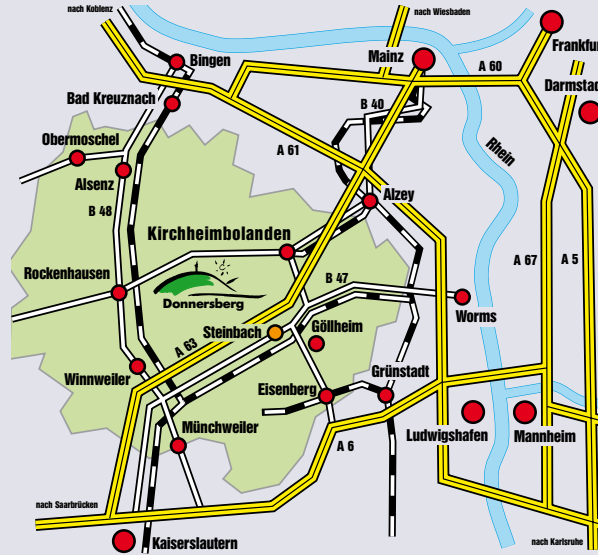 nach Koblenz
nach Wiesbaden
Bingen
Mainz
Frankfur
A 60
Bad Kreuznach
Darmstad
B 40
Obermoschel
A 61
Rhein
Alsenz
Alzey
B 48
Kirchheimbolanden
A 67
A 5
Rockenhausen
B 47
Donnersberg
Worms
Steinbach
Göllheim
A 63
Winnweiler
Grünstadt
Eisenberg
Münchweiler
Ludwigshafen
Mannheim
A 6
nach Saarbrücken
Kaiserslautern
nach Karlsruhe